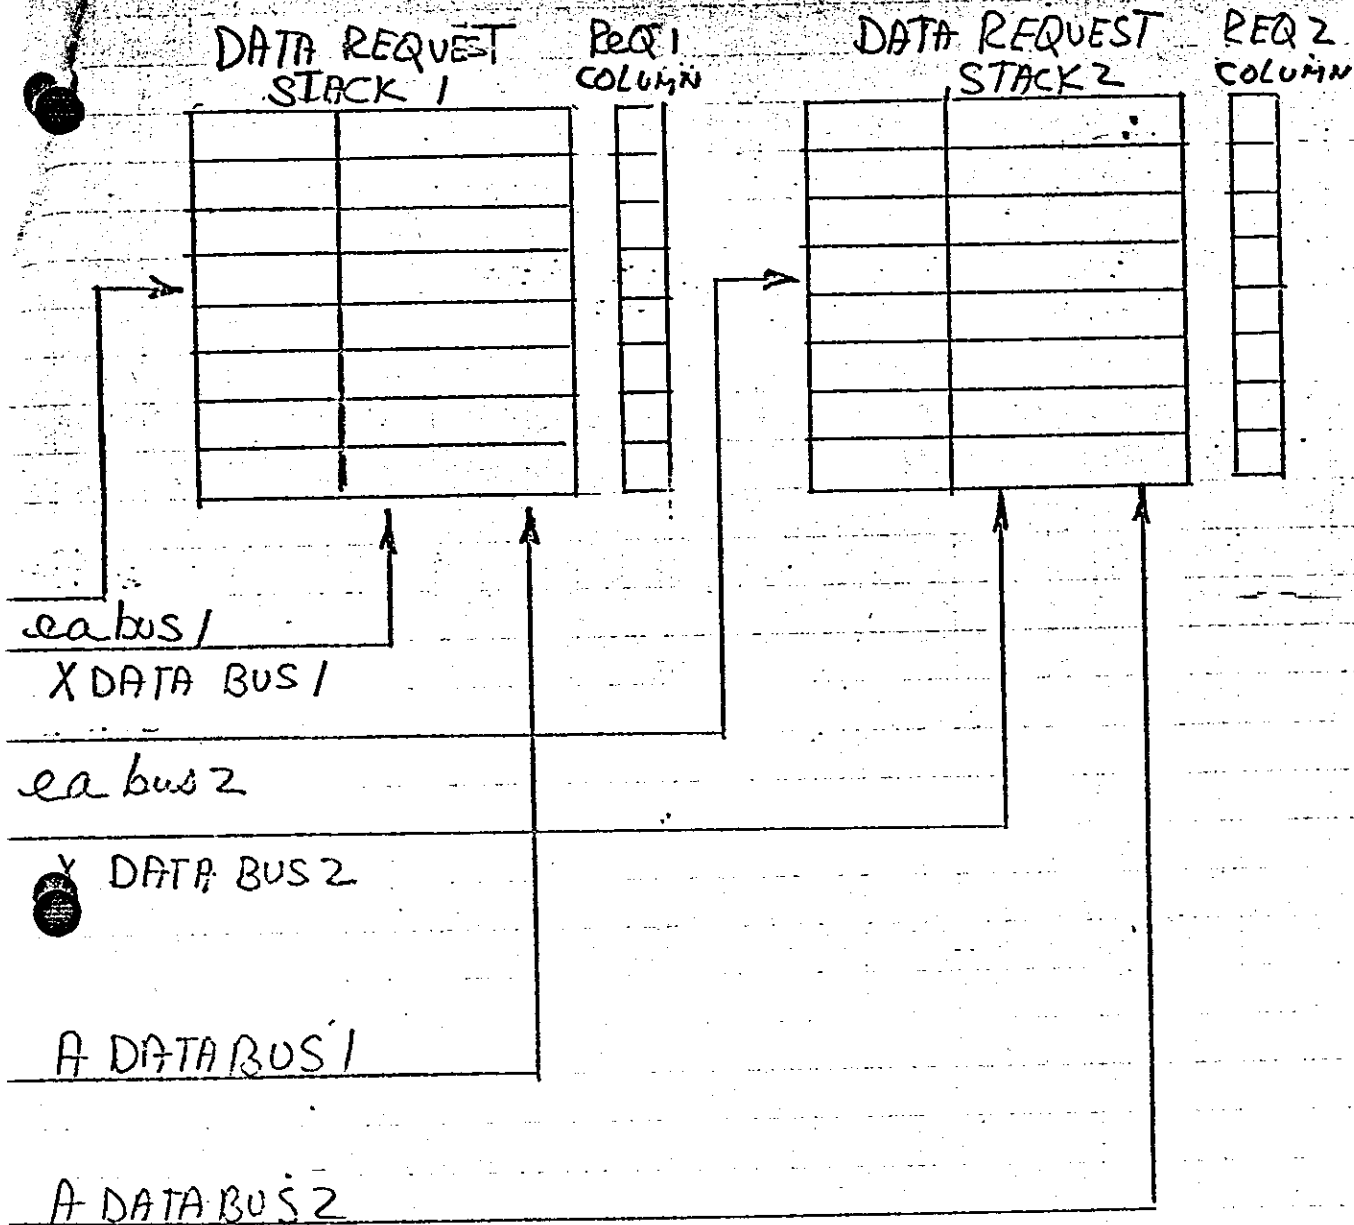 DATA REQUEST
STACK 1
REQ 1
COLUMN
DATA REQUEST
STACK 2
REQ 2
COLUMN
ea bus 1
X DATA BUS 1
ea bus 2
DATA BUS 2
A DATA BUS 1
A DATA BUS 2